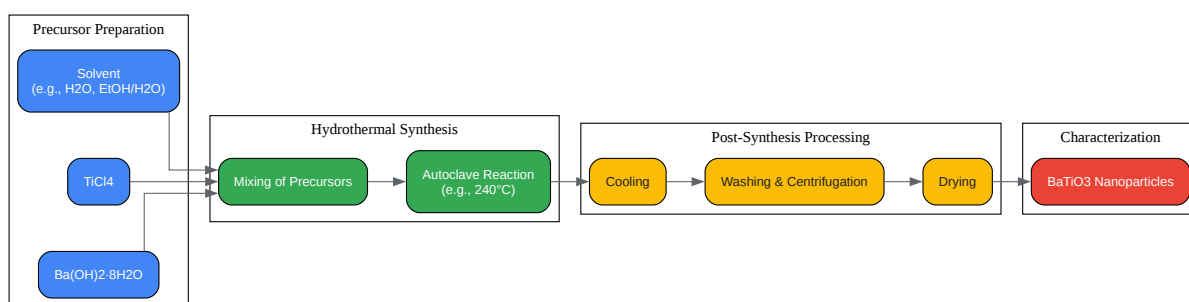 Precursor Preparation
Solvent
(e.g., H2O, EtOH/H2O)
TiCl4
Ba(OH)2·8H2O
Hydrothermal Synthesis
Mixing of Precursors
Autoclave Reaction
(e.g., 240°C)
Post-Synthesis Processing
Cooling
Washing & Centrifugation
Drying
Characterization
BaTiO3 Nanoparticles